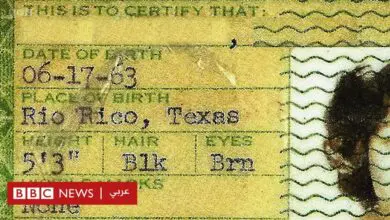 THIS IS TO CERTIFY THAT:
DATE OF BIRTH
06-17-63
PLACE OF BIRTH
Rio Rico, Texas
HEIGHT HAIR EYES
5'3" Blk Brn
None
BBC NEWS | عربي